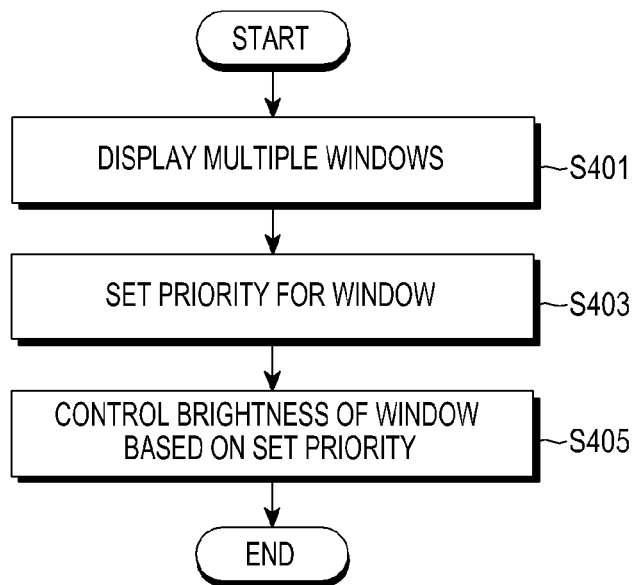 START
DISPLAY MULTIPLE WINDOWS
S401
SET PRIORITY FOR WINDOW
S403
CONTROL BRIGHTNESS OF WINDOW
BASED ON SET PRIORITY
S405
END